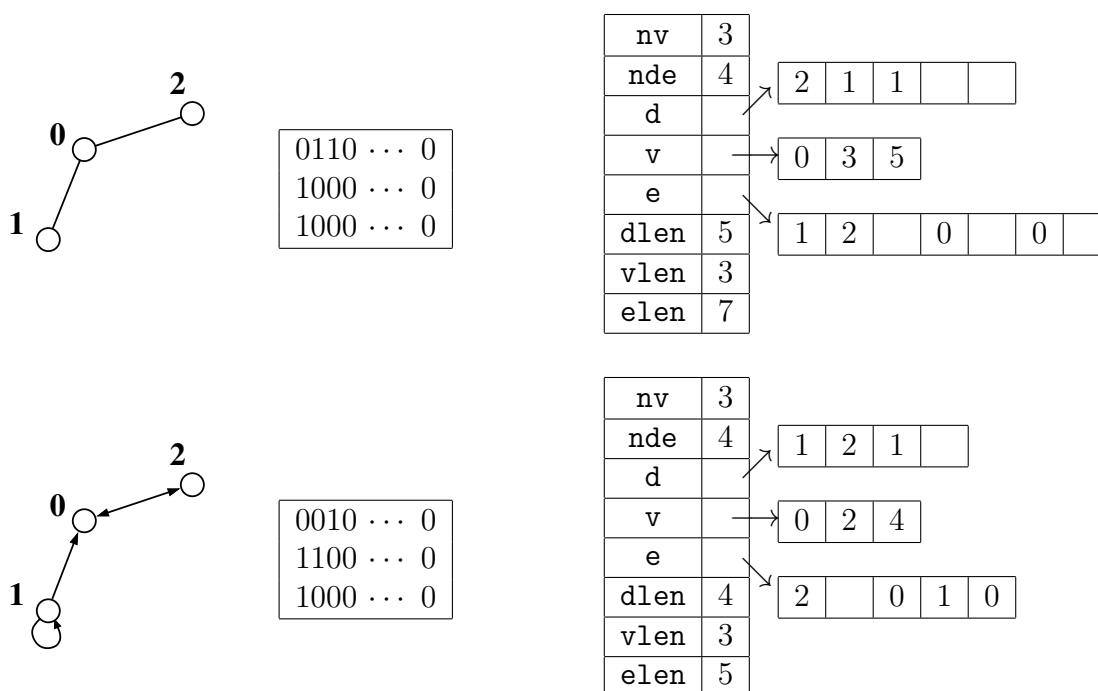 2
0
1
0110 ⋯ 0
1000 ⋯ 0
1000 ⋯ 0
nv 3
nde 4
d
v
e
dlen 5
vlen 3
elen 7
2 1 1
0 3 5
1 2 0 0
2
0
1
0010 ⋯ 0
1100 ⋯ 0
1000 ⋯ 0
nv 3
nde 4
d
v
e
dlen 4
vlen 3
elen 5
1 2 1
0 2 4
2 0 1 0